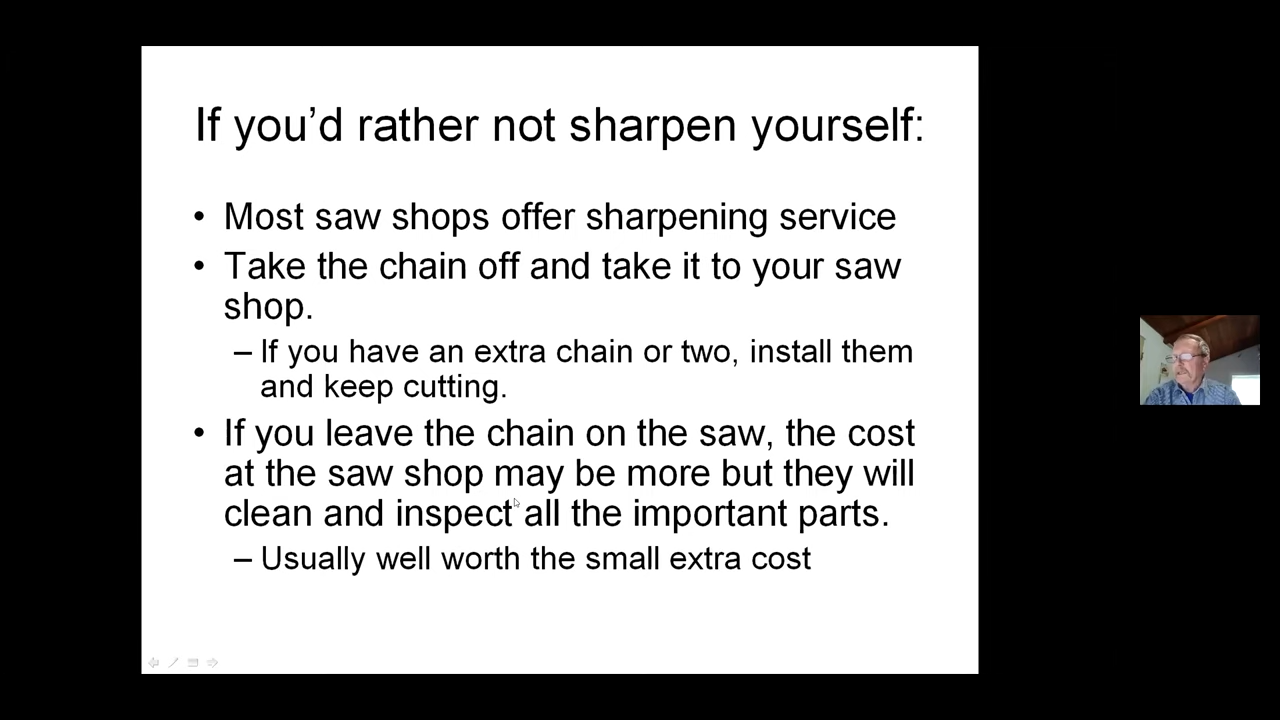 If you'd rather not sharpen yourself:
• Most saw shops offer sharpening service
• Take the chain off and take it to your saw
shop.
– If you have an extra chain or two, install them
and keep cutting.
• If you leave the chain on the saw, the cost
at the saw shop may be more but they will
clean and inspect all the important parts.
– Usually well worth the small extra cost